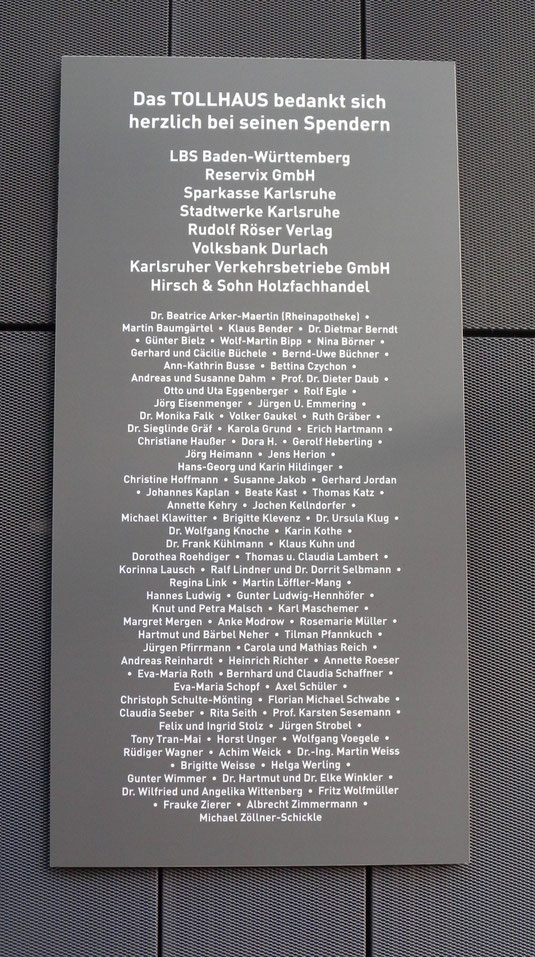 Das TOLLHAUS bedankt sich
herzlich bei seinen Spendern
LBS Baden-Württemberg
Reservix GmbH
Sparkasse Karlsruhe
Stadtwerke Karlsruhe
Rudolf Röser Verlag
Volksbank Durlach
Karlsruher Verkehrsbetriebe GmbH
Hirsch & Sohn Holzfachhandel
Dr. Beatrice Arker-Maertin (Rheinapotheke) •
Martin Baumgärtel • Klaus Bender • Dr. Dietmar Berndt
• Günter Bielz • Wolf-Martin Bipp • Nina Börner •
Gerhard und Cäcilie Büchele • Bernd-Uwe Büchner •
Ann-Kathrin Busse • Bettina Czychon •
Andreas und Susanne Dahm • Prof. Dr. Dieter Daub •
Otto und Uta Eggenberger • Rolf Egle •
Jörg Eisenmenger • Jürgen U. Emmering •
Dr. Monika Falk • Volker Gaukel • Ruth Gräber •
Dr. Sieglinde Gräf • Karola Grund • Erich Hartmann •
Christiane Haußer • Dora H. • Gerolf Heberling •
Jörg Heimann • Jens Herion •
Hans-Georg und Karin Hildinger •
Christine Hoffmann • Susanne Jakob • Gerhard Jordan
• Johannes Kaplan • Beate Kast • Thomas Katz •
Annette Kehry • Jochen Kellndorfer •
Michael Klawitter • Brigitte Klevenz • Dr. Ursula Klug •
Dr. Wolfgang Knoche • Karin Kothe •
Dr. Frank Kühlmann • Klaus Kuhn und
Dorothea Roehdiger • Thomas u. Claudia Lambert •
Korinna Lausch • Ralf Lindner und Dr. Dorrit Selbmann •
Regina Link • Martin Löffler-Mang •
Hannes Ludwig • Gunter Ludwig-Hennhöfer •
Knut und Petra Malsch • Karl Maschemer •
Margret Mergen • Anke Modrow • Rosemarie Müller •
Hartmut und Bärbel Neher • Tilman Pfannkuch •
Jürgen Pfirrmann • Carola und Mathias Reich •
Andreas Reinhardt • Heinrich Richter • Annette Roeser
• Eva-Maria Roth • Bernhard und Claudia Schaffner •
Eva-Maria Schopf • Axel Schüler •
Christoph Schulte-Mönting • Florian Michael Schwabe •
Claudia Seeber • Rita Seith • Prof. Karsten Sesemann •
Felix und Ingrid Stolz • Jürgen Strobel •
Tony Tran-Mai • Horst Unger • Wolfgang Voegele •
Rüdiger Wagner • Achim Weick • Dr.-Ing. Martin Weiss
• Brigitte Weisse • Helga Werling •
Gunter Wimmer • Dr. Hartmut und Dr. Elke Winkler •
Dr. Wilfried und Angelika Wittenberg • Fritz Wolfmüller
• Frauke Zierer • Albrecht Zimmermann •
Michael Zöllner-Schickle